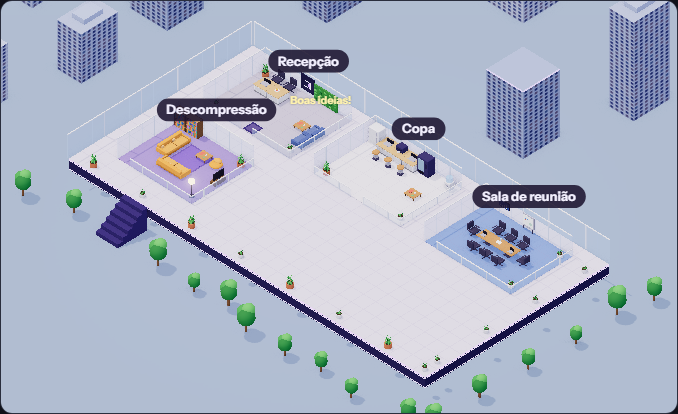 Recepção
Boas ideias!
Descompressão
Copa
Sala de reunião